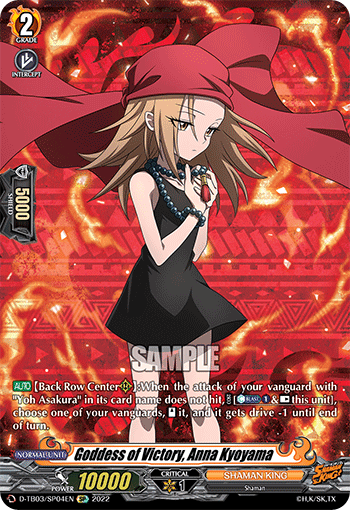 2
GRADE
INTERCEPT
5000
SHIELD
SAMPLE
AUTO【Back Row Center】:When the attack of your vanguard with
"Yoh Asakura" in its card name does not hit, COST [BLAST 1 & this unit],
choose one of your vanguards, it, and it gets drive -1 until end
of turn.
NORMAL UNIT
Goddess of Victory, Anna Kyoyama
POWER 10000
CRITICAL
1
SHAMAN KING
Shaman
SHAMAN KING
D-TB03/SP04EN SP 2022
©H.T.K/SK,TX